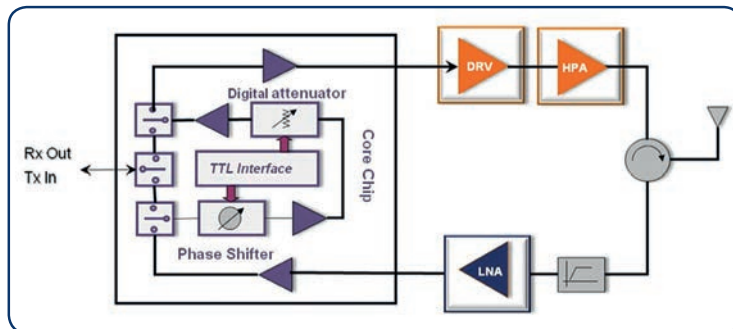 DRV
HPA
Digital attenuator
Rx Out
Tx In
TTL Interface
Core Chip
Phase Shifter
LNA